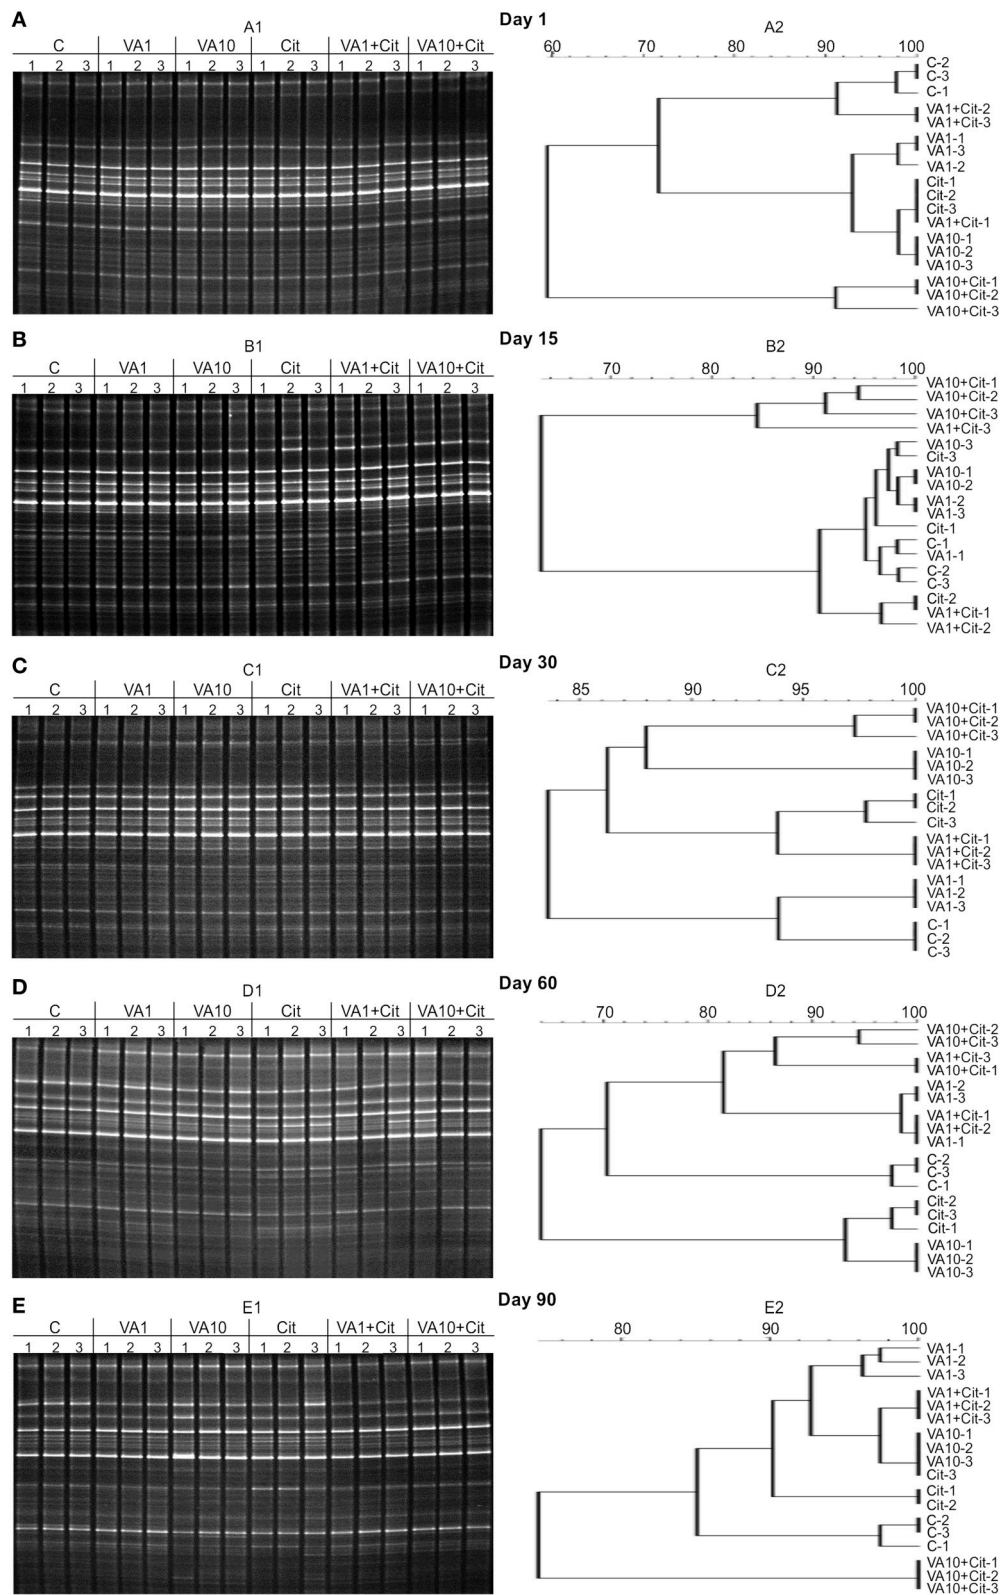 A
A1
C VA1 VA10 Cit VA1+Cit VA10+Cit
1 2 3 1 2 3 1 2 3 1 2 3 1 2 3 1 2 3
Day 1
A2
60 70 80 90 100
C-2
C-3
C-1
VA1+Cit-2
VA1+Cit-3
VA1-1
VA1-3
VA1-2
Cit-1
Cit-2
Cit-3
VA1+Cit-1
VA10-1
VA10-2
VA10-3
VA10+Cit-1
VA10+Cit-2
VA10+Cit-3
B
B1
C VA1 VA10 Cit VA1+Cit VA10+Cit
1 2 3 1 2 3 1 2 3 1 2 3 1 2 3 1 2 3
Day 15
B2
70 80 90 100
VA10+Cit-1
VA10+Cit-2
VA10+Cit-3
VA1+Cit-3
VA10-3
Cit-3
VA10-1
VA10-2
VA1-2
VA1-3
Cit-1
C-1
VA1-1
C-2
C-3
Cit-2
VA1+Cit-1
VA1+Cit-2
C
C1
C VA1 VA10 Cit VA1+Cit VA10+Cit
1 2 3 1 2 3 1 2 3 1 2 3 1 2 3 1 2 3
Day 30
C2
85 90 95 100
VA10+Cit-1
VA10+Cit-2
VA10+Cit-3
VA10-1
VA10-2
VA10-3
Cit-1
Cit-2
Cit-3
VA1+Cit-1
VA1+Cit-2
VA1+Cit-3
VA1-1
VA1-2
VA1-3
C-1
C-2
C-3
D
D1
C VA1 VA10 Cit VA1+Cit VA10+Cit
1 2 3 1 2 3 1 2 3 1 2 3 1 2 3 1 2 3
Day 60
D2
70 80 90 100
VA10+Cit-2
VA10+Cit-3
VA1+Cit-3
VA10+Cit-1
VA1-2
VA1-3
VA1+Cit-1
VA1+Cit-2
VA1-1
C-2
C-3
C-1
Cit-2
Cit-3
Cit-1
VA10-1
VA10-2
VA10-3
E
E1
C VA1 VA10 Cit VA1+Cit VA10+Cit
1 2 3 1 2 3 1 2 3 1 2 3 1 2 3 1 2 3
Day 90
E2
80 90 100
VA1-1
VA1-2
VA1-3
VA1+Cit-1
VA1+Cit-2
VA1+Cit-3
VA10-1
VA10-2
VA10-3
Cit-3
Cit-1
Cit-2
C-2
C-3
C-1
VA10+Cit-1
VA10+Cit-2
VA10+Cit-3